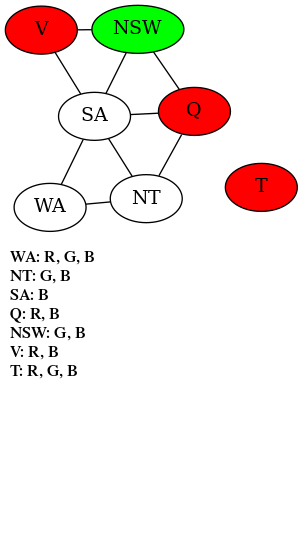 V NSW
SA Q
WA NT T
WA: R, G, B
NT: G, B
SA: B
Q: R, B
NSW: G, B
V: R, B
T: R, G, B